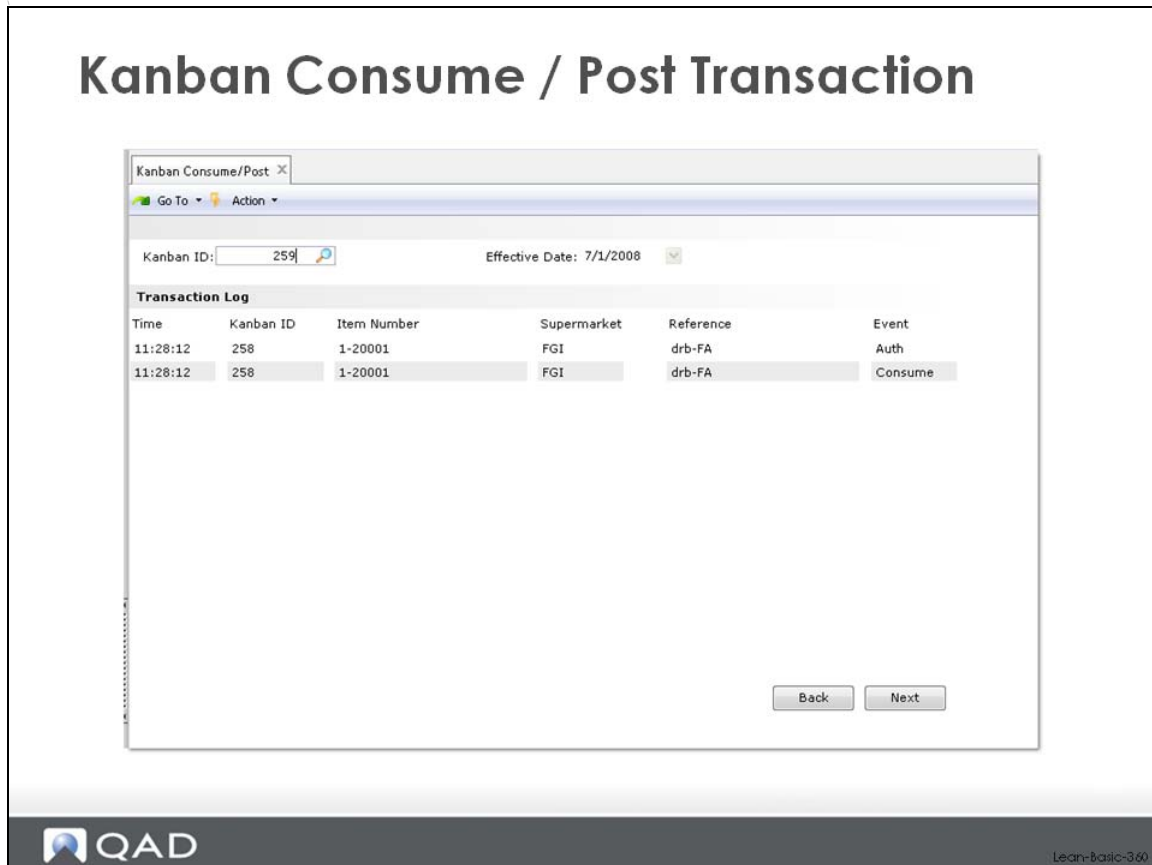 Kanban Consume / Post Transaction
Kanban Consume/Post
Go To Action
Kanban ID: 259 Effective Date: 7/1/2008
Transaction Log
Time Kanban ID Item Number Supermarket Reference Event
11:28:12 258 1-20001 FGI drb-FA Auth
11:28:12 258 1-20001 FGI drb-FA Consume
Back Next
QAD
Lean-Basic-360